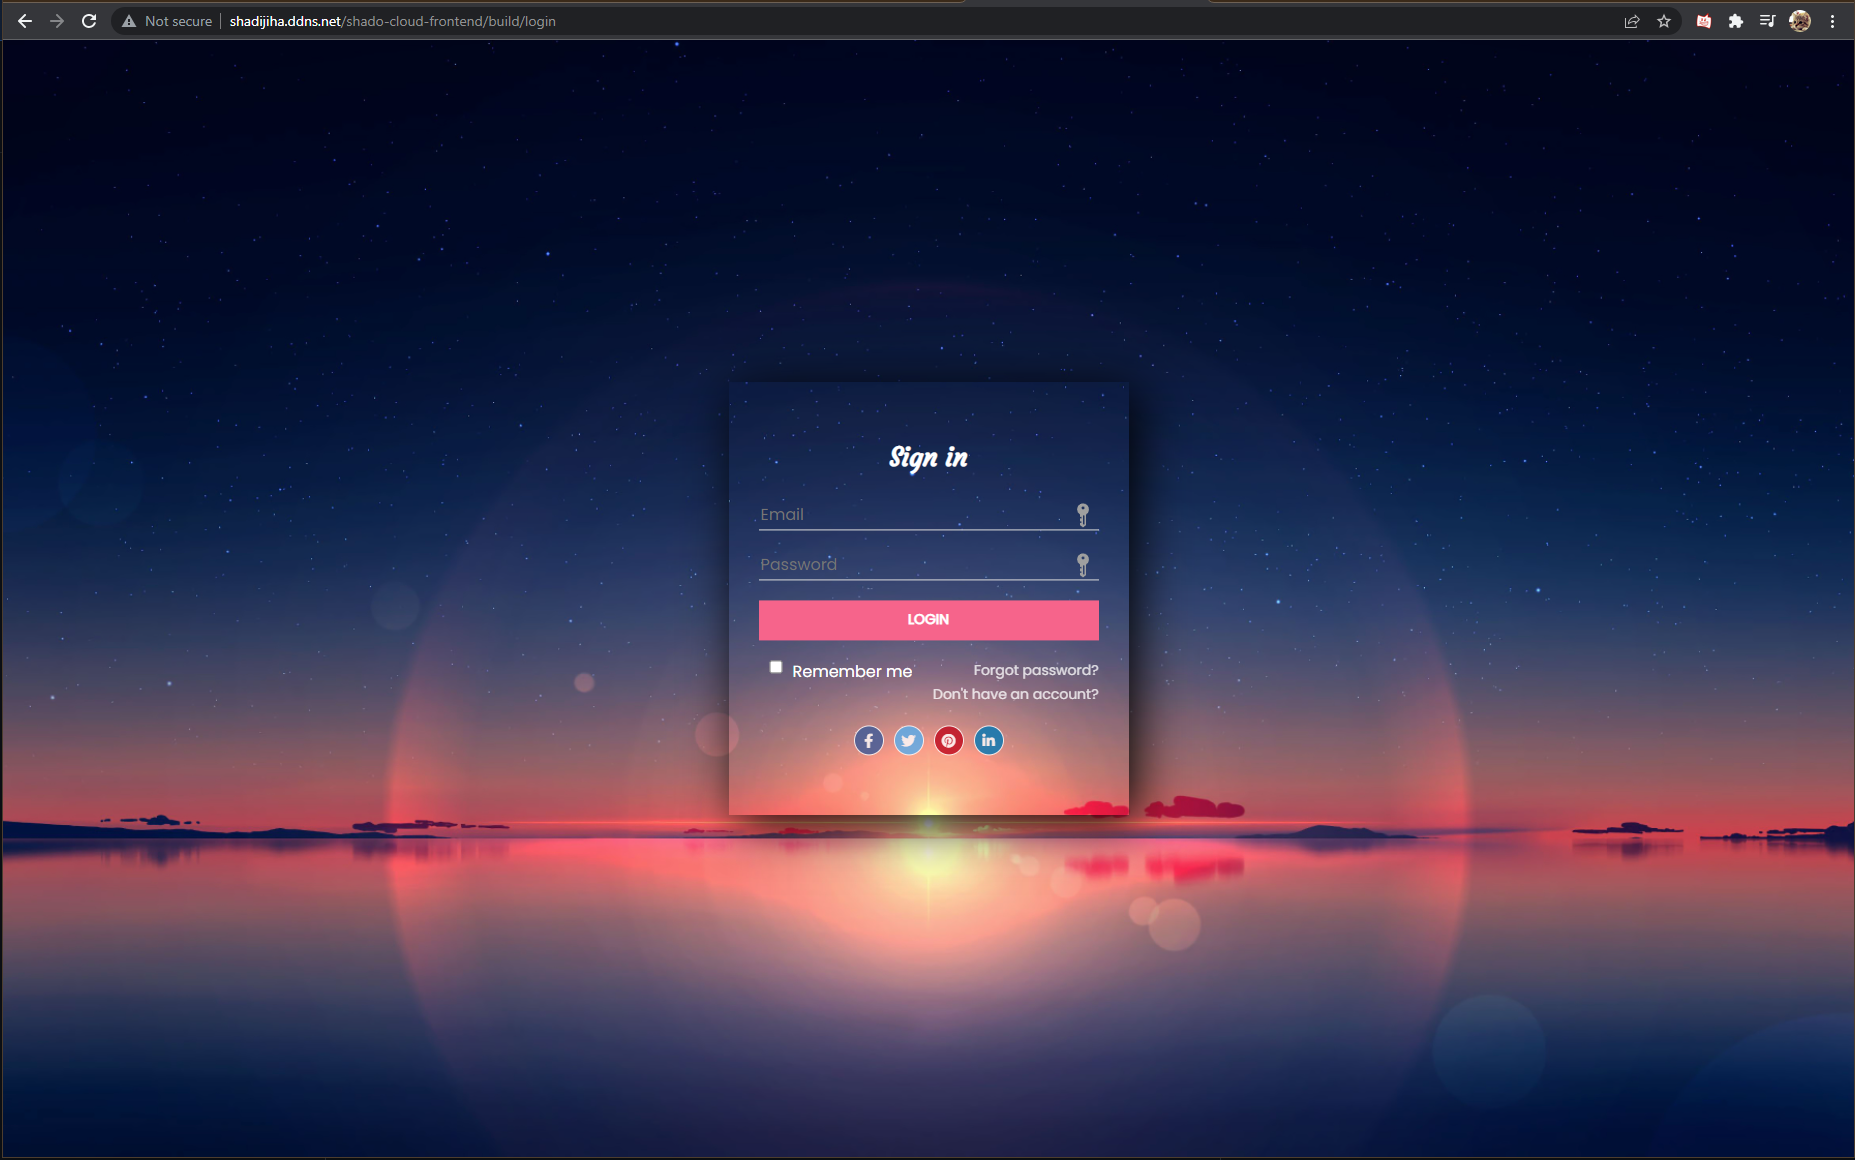 Not secure | shadijiha.ddns.net/shado-cloud-frontend/build/login
Sign in
Email
Password
LOGIN
Remember me
Forgot password?
Don't have an account?